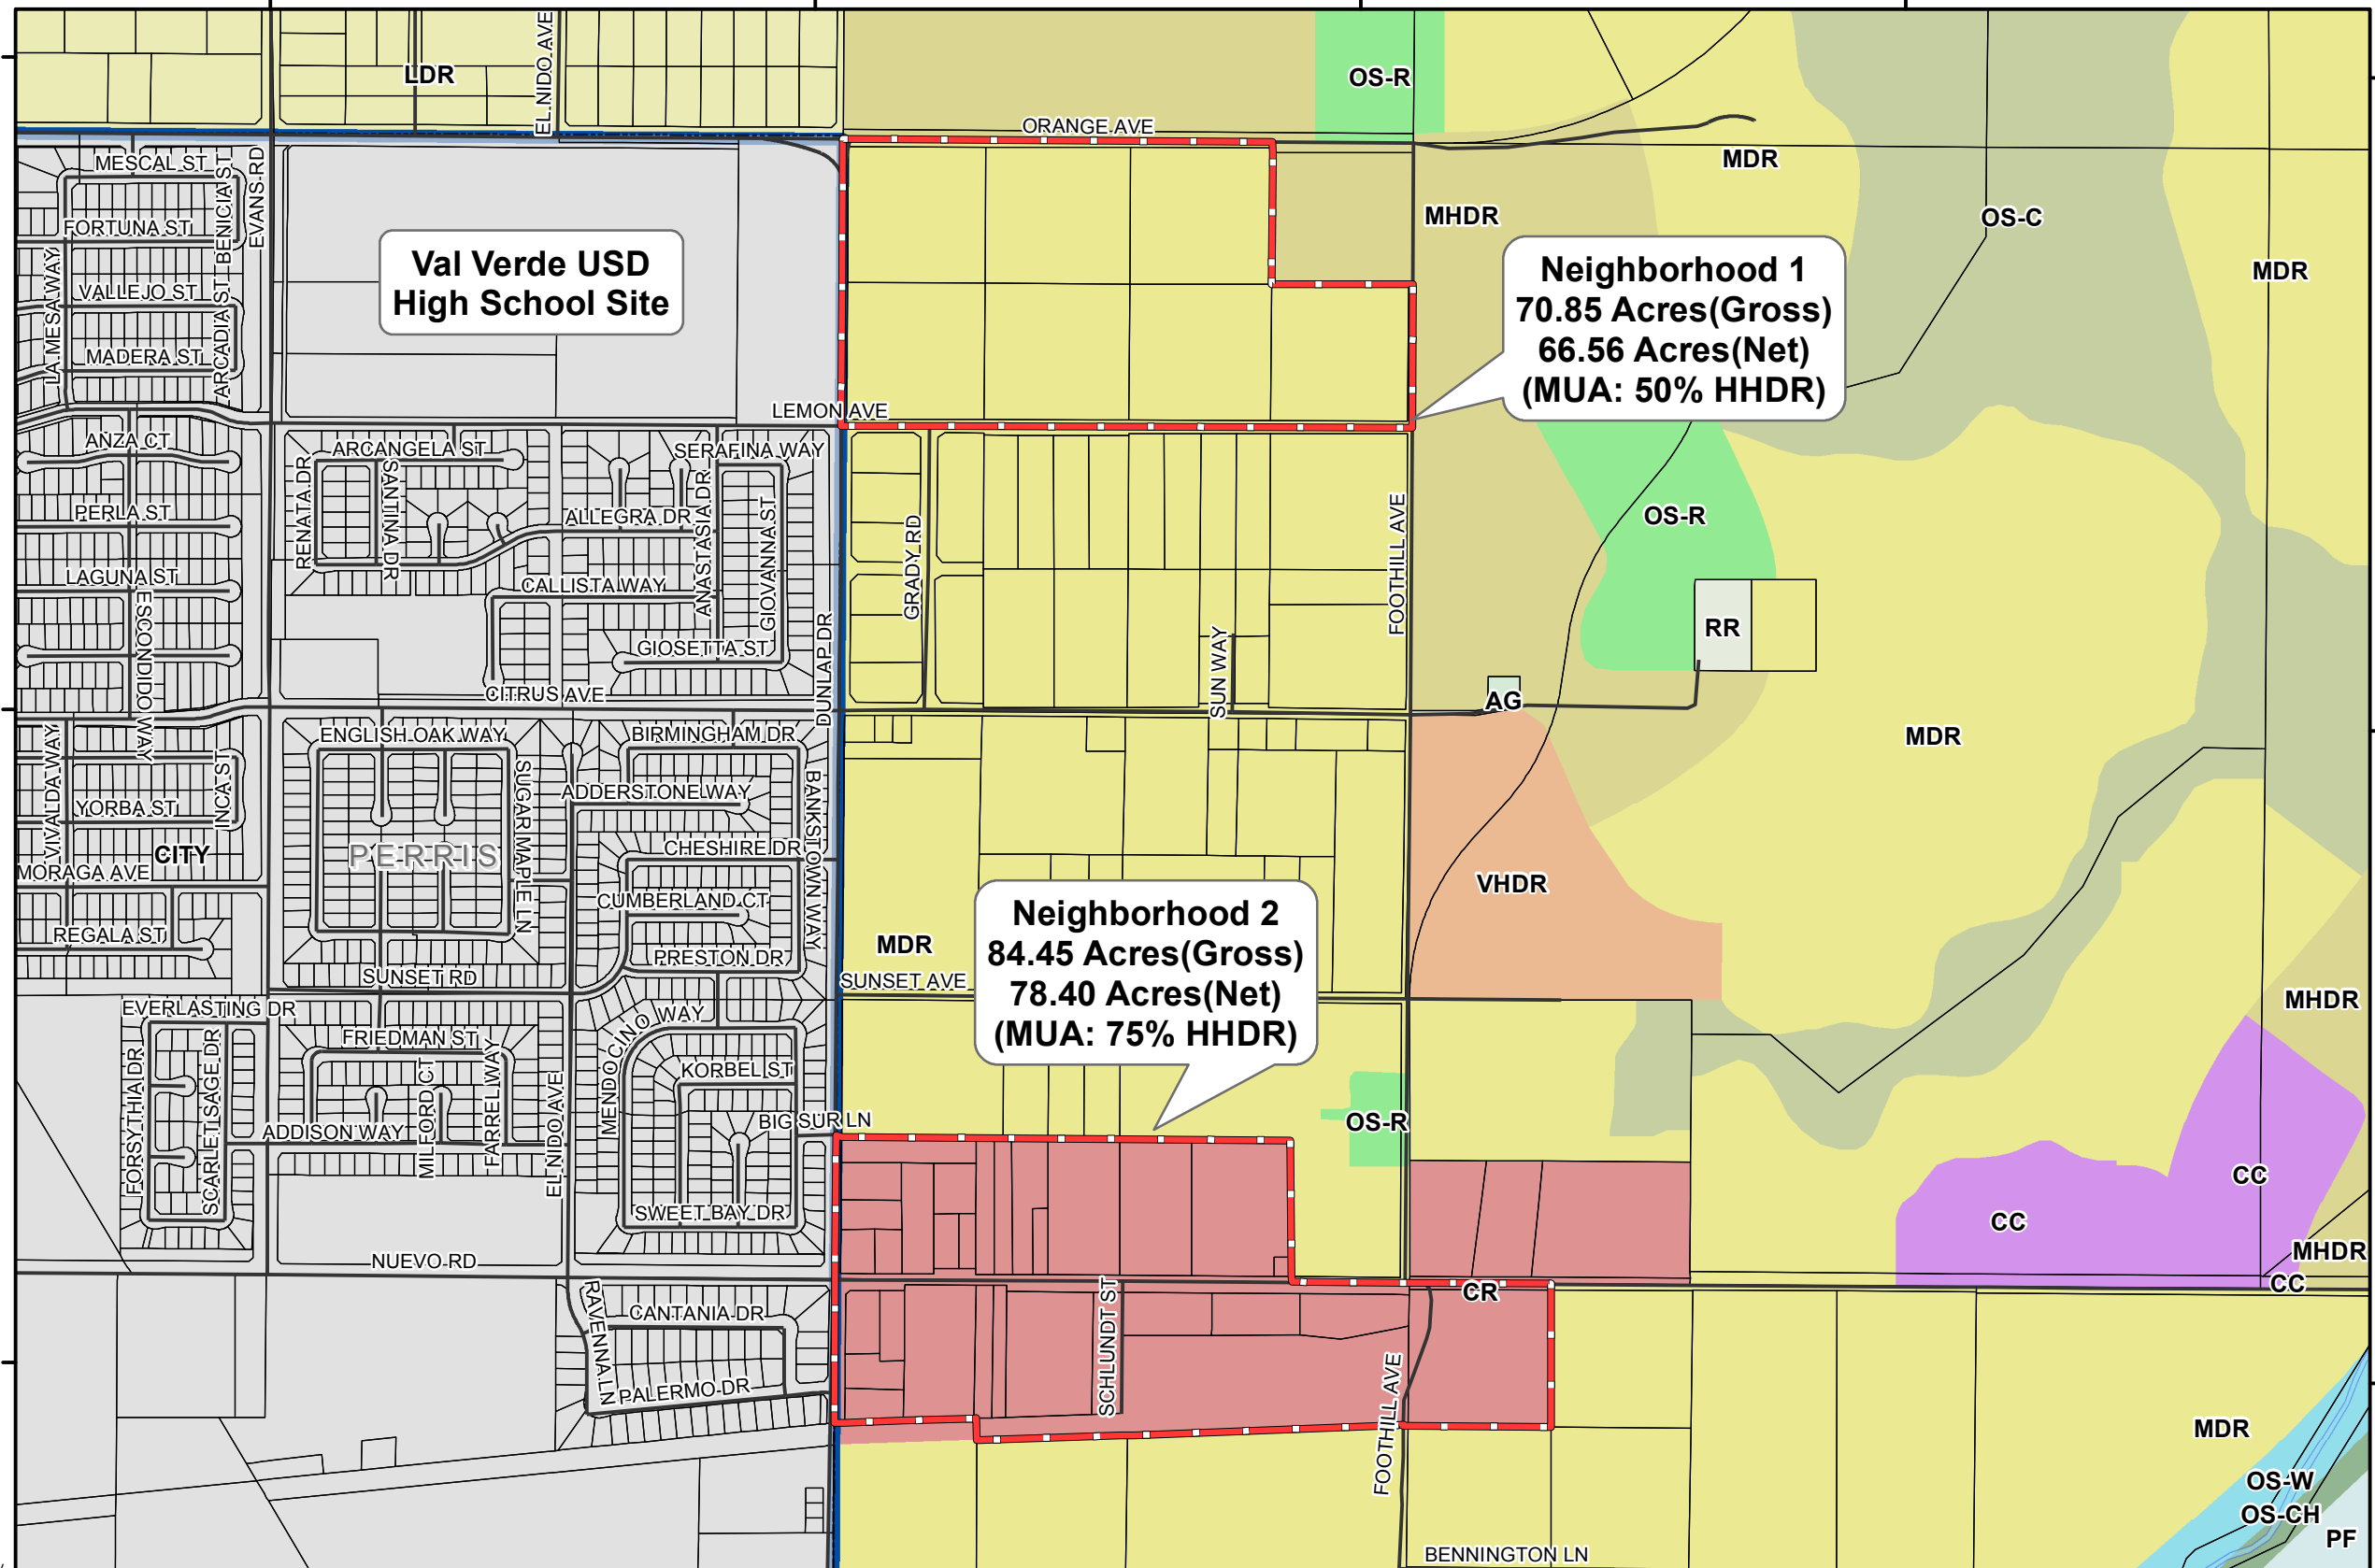 LDR
EL NIDO AVE
OS-R
ORANGE AVE
MDR
MESCAL ST
BENICIA ST
EVANS RD
FORTUNA ST
MHDR
OS-C
Val Verde USD
High School Site
Neighborhood 1
70.85 Acres(Gross)
66.56 Acres(Net)
(MUA: 50% HHDR)
MDR
LA MESA WAY
VALLEJO ST
ARCADIA ST
MADERA ST
LEMON AVE
ANZA CT
ARCANGELA ST
SERAFINA WAY
RENATA DR
SANTINA DR
PERLA ST
ALLEGRA DR
ANASTASIA DR
GIOVANNA ST
GRADY RD
FOOTHILL AVE
OS-R
LAGUNA ST
CALLISTA WAY
ESCONDIDO WAY
GIOSETTA ST
DUNLAP DR
SUN WAY
RR
CITRUS AVE
AG
VIVALDA WAY
ENGLISH OAK WAY
BIRMINGHAM DR
MDR
INCA ST
SUGAR MAPLE LN
ADDERSTONE WAY
BANKSTOWN WAY
YORBA ST
CITY
PERRIS
CHESHIRE DR
MORAGA AVE
CUMBERLAND CT
VHDR
REGALA ST
PRESTON DR
MDR
Neighborhood 2
84.45 Acres(Gross)
78.40 Acres(Net)
(MUA: 75% HHDR)
SUNSET RD
SUNSET AVE
EVERLASTING DR
MHDR
FRIEDMAN ST
MENDOCINO WAY
FORSYTHIA DR
SCARLET SAGE DR
MILFORD CT
FARREL WAY
EL NIDO AVE
KORBEL ST
BIG SUR LN
OS-R
ADDISON WAY
CC
SWEET BAY DR
CC
NUEVO RD
MHDR
CC
CR
RAVENNA LN
CANTANIA DR
SCHLUNDT ST
PALERMO DR
FOOTHILL AVE
MDR
OS-W
OS-CH
PF
BENNINGTON LN